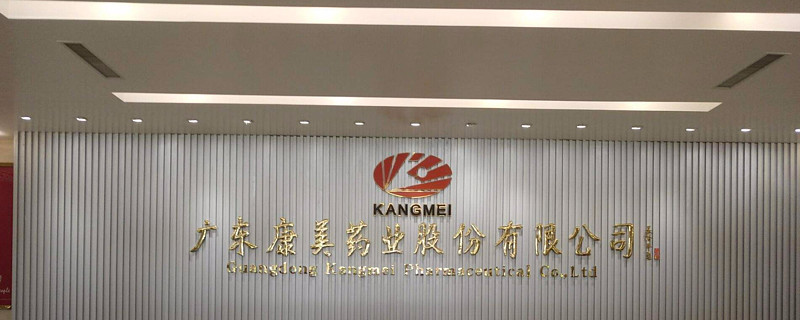 KANGMEI
广东康美药业股份有限公司
Guangdong Kangmei Pharmaceutical Co.,Ltd